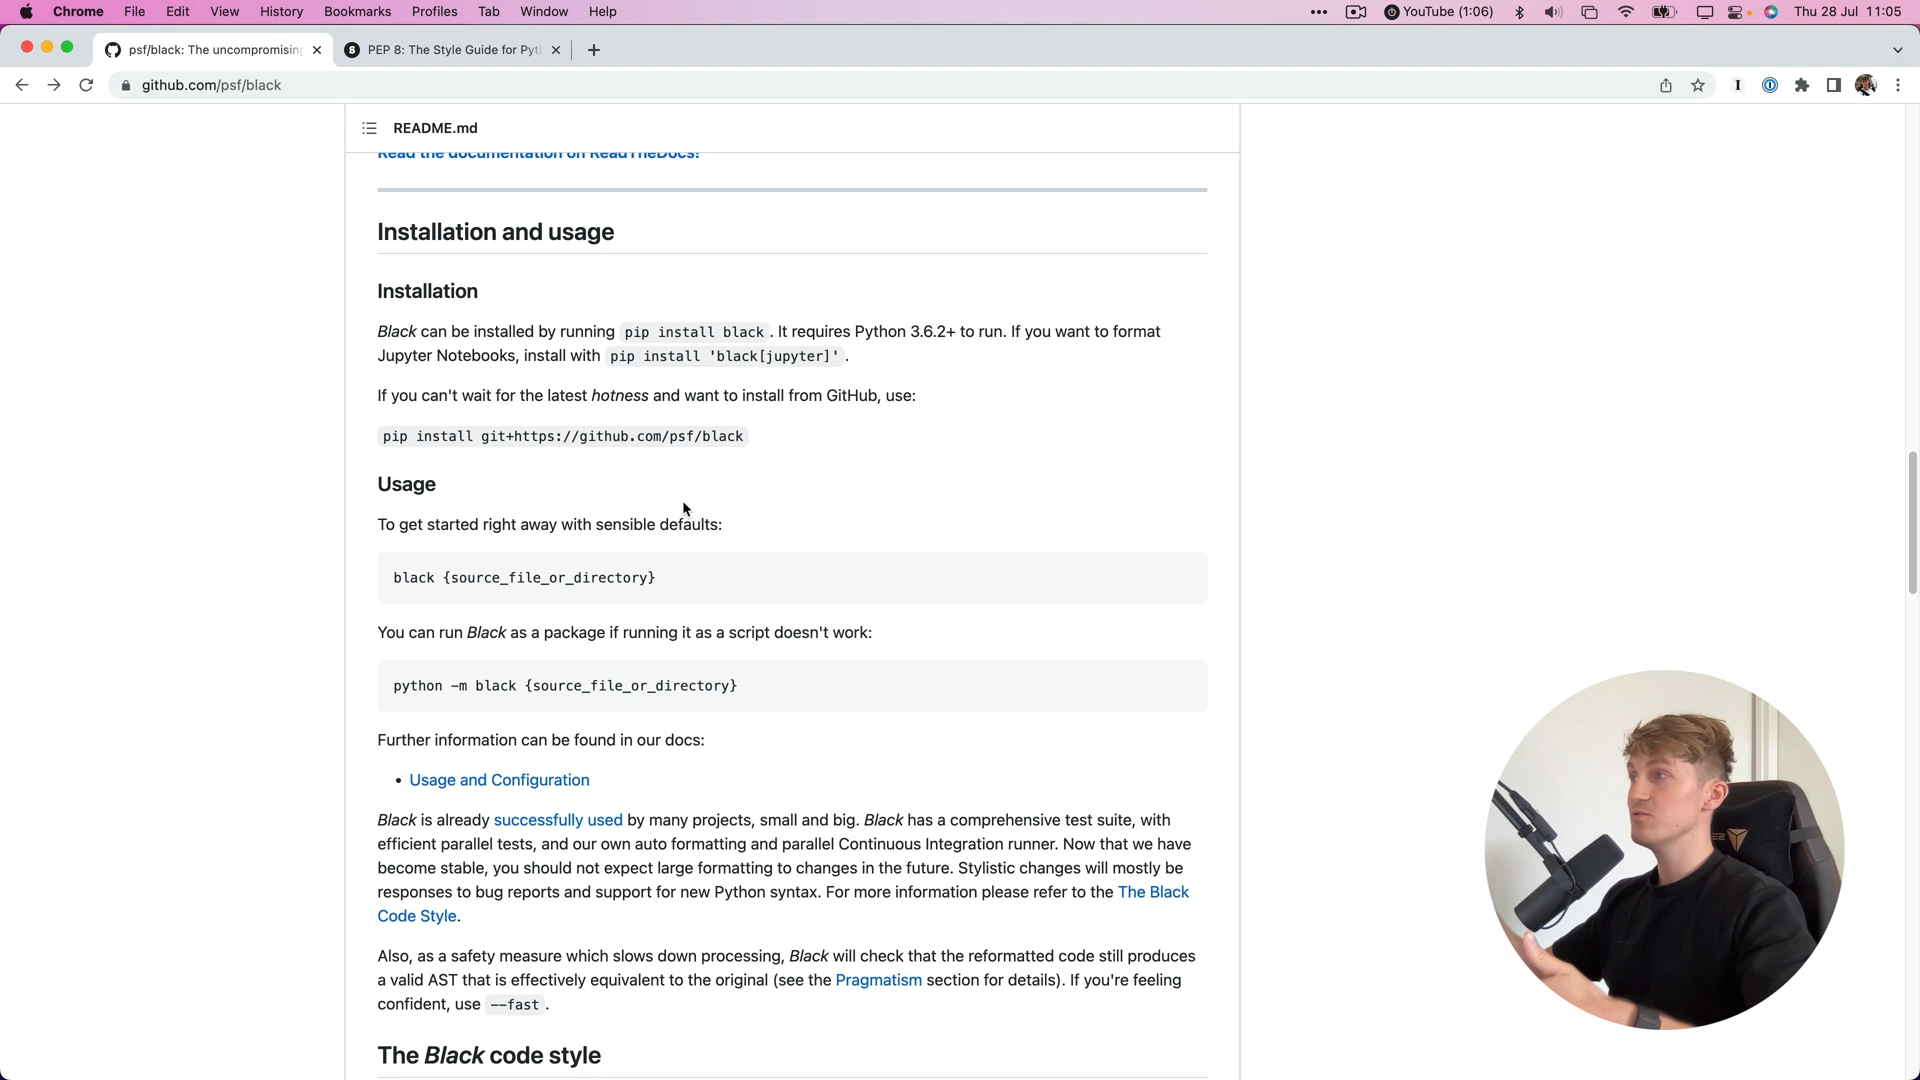 Chrome File Edit View History Bookmarks Profiles Tab Window Help
YouTube (1:06) Thu 28 Jul 11:05
psf/black: The uncompromising PEP 8: The Style Guide for Pyt
github.com/psf/black
README.md
Read the documentation on ReadTheDocs!
Installation and usage
Installation
Black can be installed by running pip install black . It requires Python 3.6.2+ to run. If you want to format
Jupyter Notebooks, install with pip install 'black[jupyter]' .
If you can't wait for the latest hotness and want to install from GitHub, use:
pip install git+https://github.com/psf/black
Usage
To get started right away with sensible defaults:
black {source_file_or_directory}
You can run Black as a package if running it as a script doesn't work:
python -m black {source_file_or_directory}
Further information can be found in our docs:
• Usage and Configuration
Black is already successfully used by many projects, small and big. Black has a comprehensive test suite, with
efficient parallel tests, and our own auto formatting and parallel Continuous Integration runner. Now that we have
become stable, you should not expect large formatting to changes in the future. Stylistic changes will mostly be
responses to bug reports and support for new Python syntax. For more information please refer to the The Black
Code Style.
Also, as a safety measure which slows down processing, Black will check that the reformatted code still produces
a valid AST that is effectively equivalent to the original (see the Pragmatism section for details). If you're feeling
confident, use --fast .
The Black code style